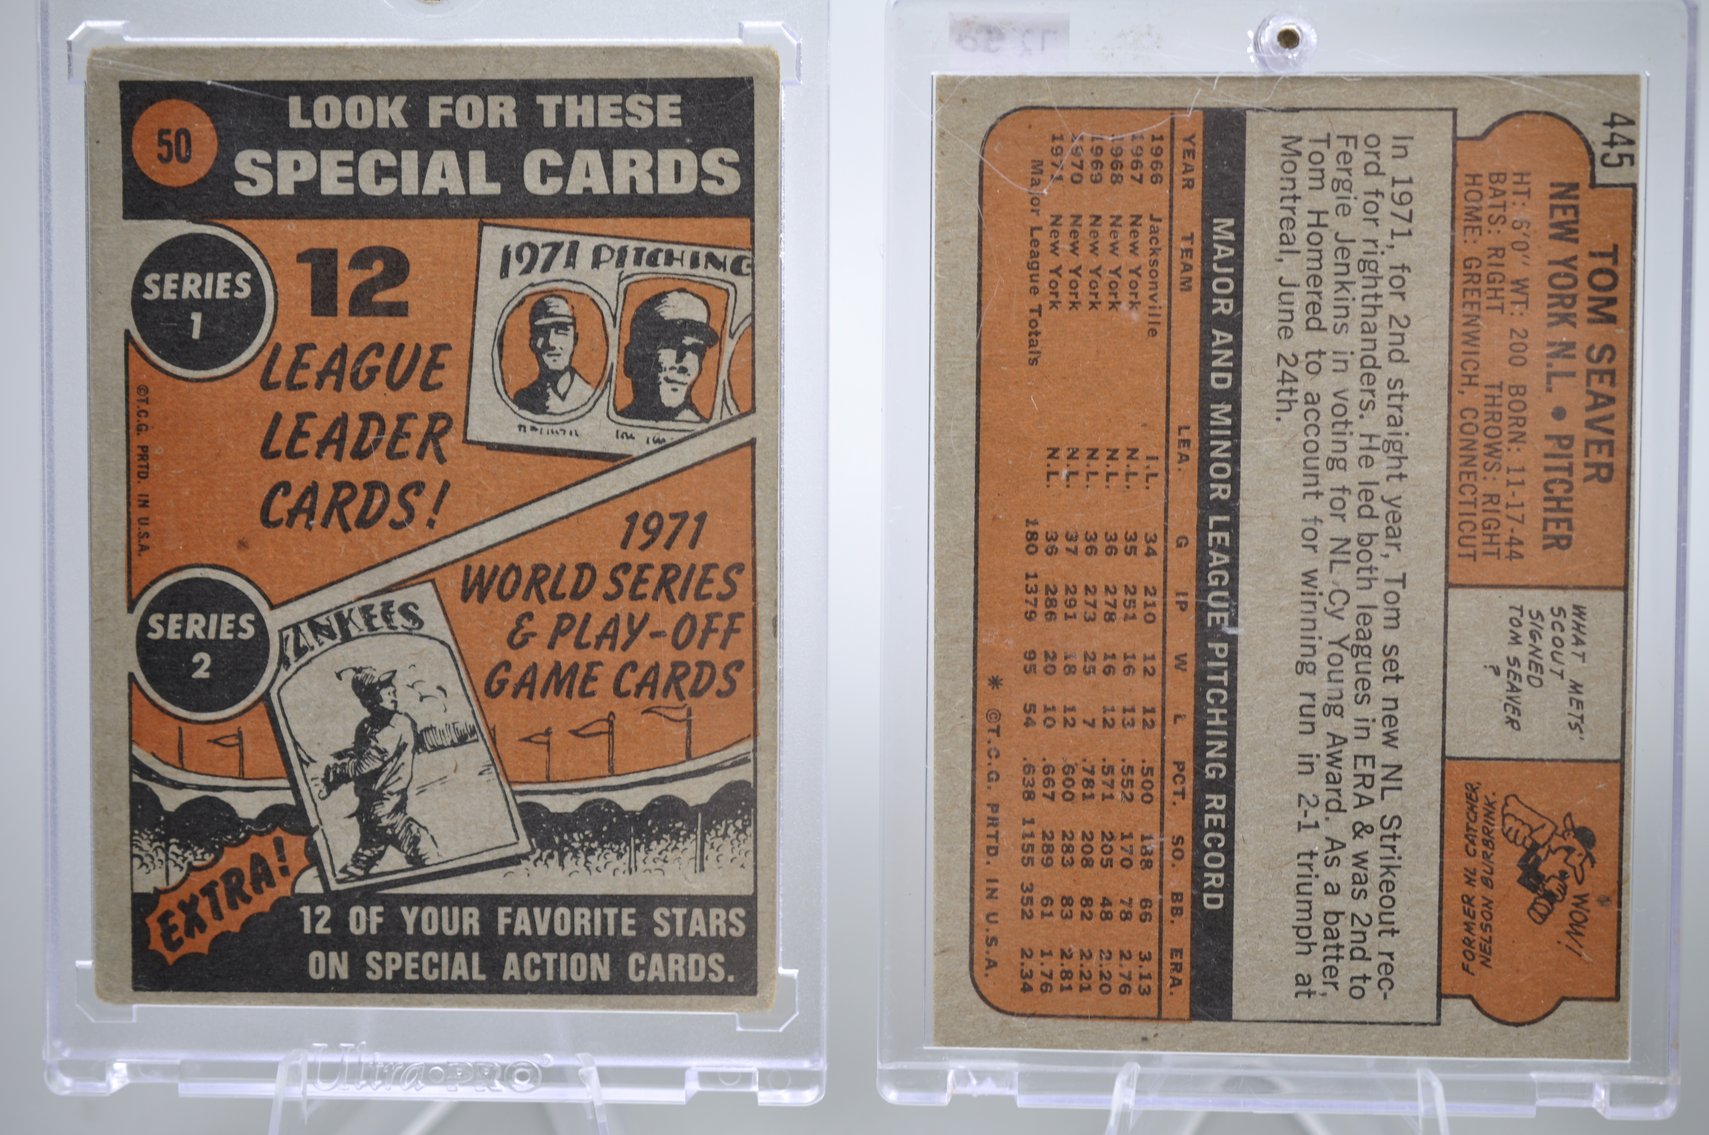 50
LOOK FOR THESE
SPECIAL CARDS
SERIES
1
12
LEAGUE
LEADER
CARDS!
1971 PITCHING
©T.C.G. PRTD. IN U.S.A.
1971
WORLD SERIES
& PLAY-OFF
GAME CARDS
SERIES
2
YANKEES
EXTRA!
12 OF YOUR FAVORITE STARS
ON SPECIAL ACTION CARDS.
Ultra•PRO
445
TOM SEAVER
NEW YORK N.L. • PITCHER
HT: 6'0" WT: 200 BORN: 11-17-44
BATS: RIGHT THROWS: RIGHT
HOME: GREENWICH, CONNECTICUT
WHAT METS'
SCOUT
SIGNED
TOM SEAVER
?
WOW!
FORMER NL CATCHER
NELSON BURBRINK.
In 1971, for 2nd straight year, Tom set new NL Strikeout rec-
ord for righthanders. He led both leagues in ERA & was 2nd to
Fergie Jenkins in voting for NL Cy Young Award. As a batter,
Tom Homered to account for winning run in 2-1 triumph at
Montreal, June 24th.
MAJOR AND MINOR LEAGUE PITCHING RECORD
YEAR TEAM LEA. G IP W L PCT. SO. BB. ERA.
1966 Jacksonville I.L. 34 210 12 12 .500 188 66 3.13
1967 New York N.L. 35 251 16 13 .552 170 78 2.76
1968 New York N.L. 36 278 16 12 .571 205 48 2.20
1969 New York N.L. 36 273 25 7 .781 208 82 2.21
1970 New York N.L. 37 291 18 12 .600 283 83 2.81
1971 New York N.L. 36 286 20 10 .667 289 61 1.76
Major League Totals 180 1379 95 54 .638 1155 352 2.34
* ©T.C.G. PRTD. IN U.S.A.